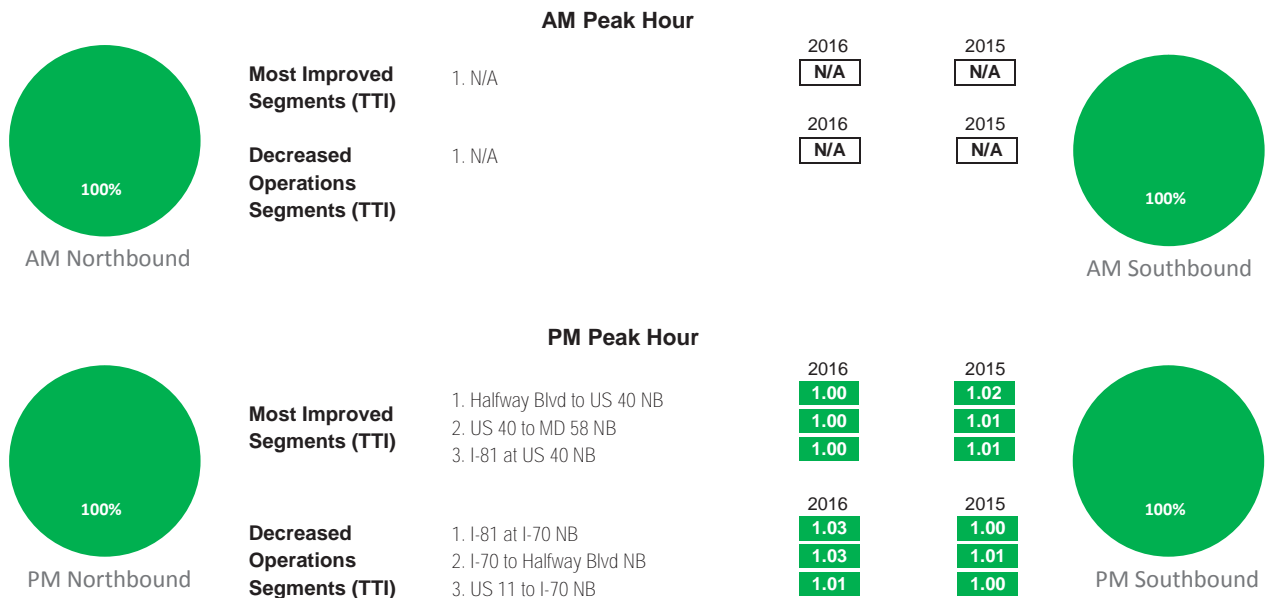 AM Peak Hour
2016 2015
Most Improved Segments (TTI)
1. N/A
N/A N/A
2016 2015
Decreased Operations Segments (TTI)
1. N/A
N/A N/A
100%
AM Northbound
100%
AM Southbound
PM Peak Hour
2016 2015
Most Improved
Segments (TTI)
1. Halfway Blvd to US 40 NB 1.00 1.02
2. US 40 to MD 58 NB 1.00 1.01
3. I-81 at US 40 NB 1.00 1.01
2016 2015
Decreased
Operations
Segments (TTI)
1. I-81 at I-70 NB 1.03 1.00
2. I-70 to Halfway Blvd NB 1.03 1.01
3. US 11 to I-70 NB 1.01 1.00
100%
PM Northbound
100%
PM Southbound